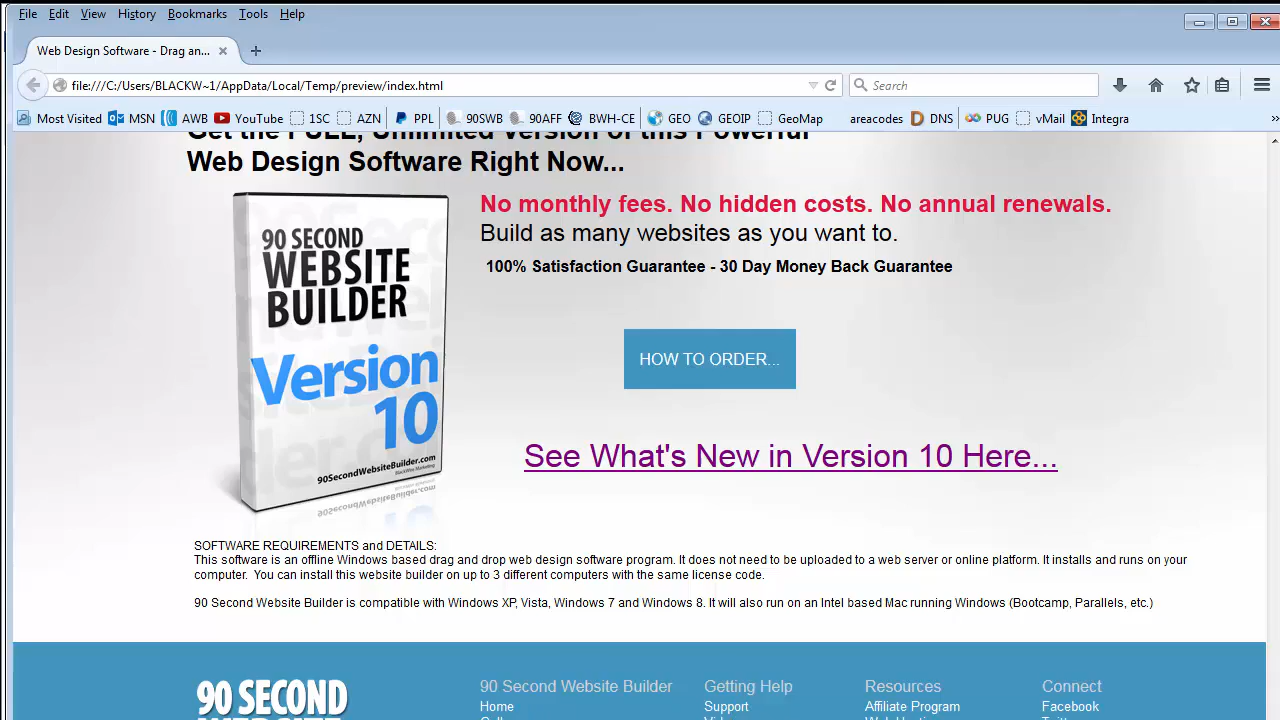 File Edit View History Bookmarks Tools Help
Web Design Software - Drag an...
file:///C:/Users/BLACKW~1/AppData/Local/Temp/preview/index.html
Search
Most Visited MSN AWB YouTube 1SC AZN PPL 90SWB 90AFF BWH-CE GEO GEOIP GeoMap areacodes DNS PUG vMail Integra
Get the FULL, Unlimited Version of this Powerful
Web Design Software Right Now...
No monthly fees. No hidden costs. No annual renewals.
Build as many websites as you want to.
100% Satisfaction Guarantee - 30 Day Money Back Guarantee
90 SECOND
WEBSITE
BUILDER
Version
10
90SecondWebsiteBuilder.com
BlackWire Marketing
HOW TO ORDER...
See What's New in Version 10 Here...
SOFTWARE REQUIREMENTS and DETAILS:
This software is an offline Windows based drag and drop web design software program. It does not need to be uploaded to a web server or online platform. It installs and runs on your
computer. You can install this website builder on up to 3 different computers with the same license code.
90 Second Website Builder is compatible with Windows XP, Vista, Windows 7 and Windows 8. It will also run on an Intel based Mac running Windows (Bootcamp, Parallels, etc.)
90 SECOND
90 Second Website Builder Getting Help Resources Connect
Home Support Affiliate Program Facebook